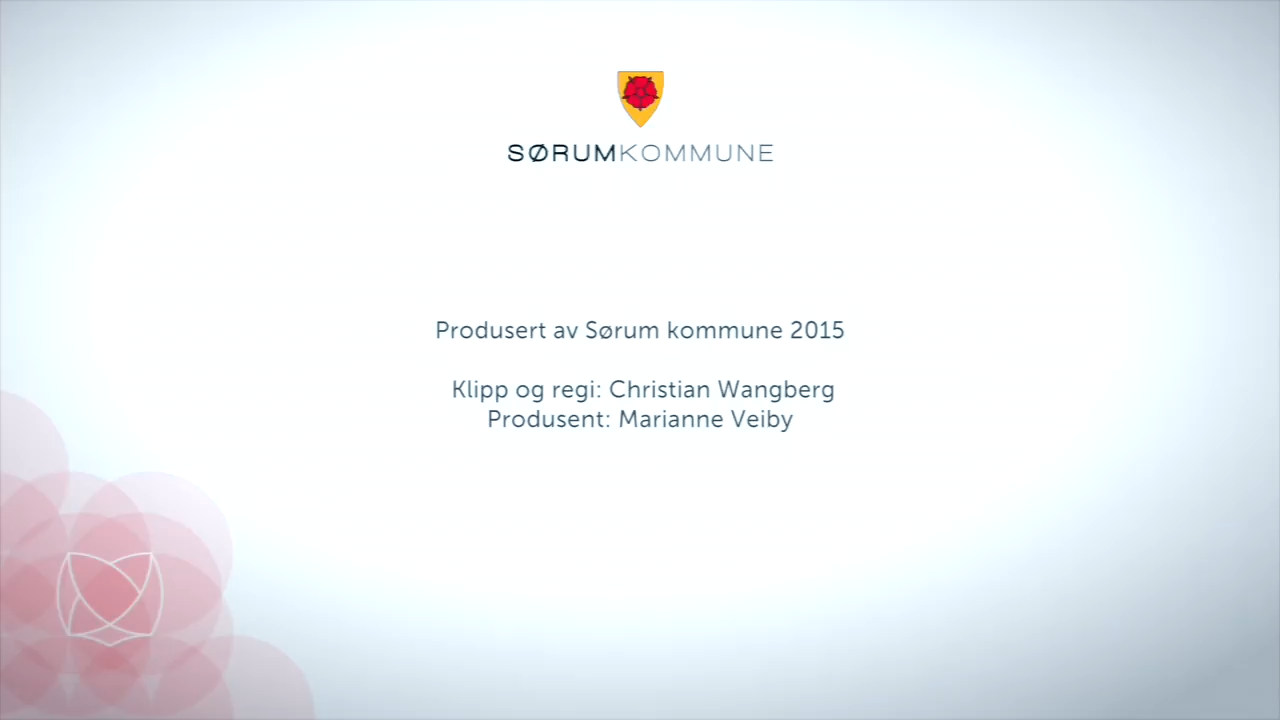 SØRUMKOMMUNE
Produsert av Sørum kommune 2015
Klipp og regi: Christian Wangberg
Produsent: Marianne Veiby